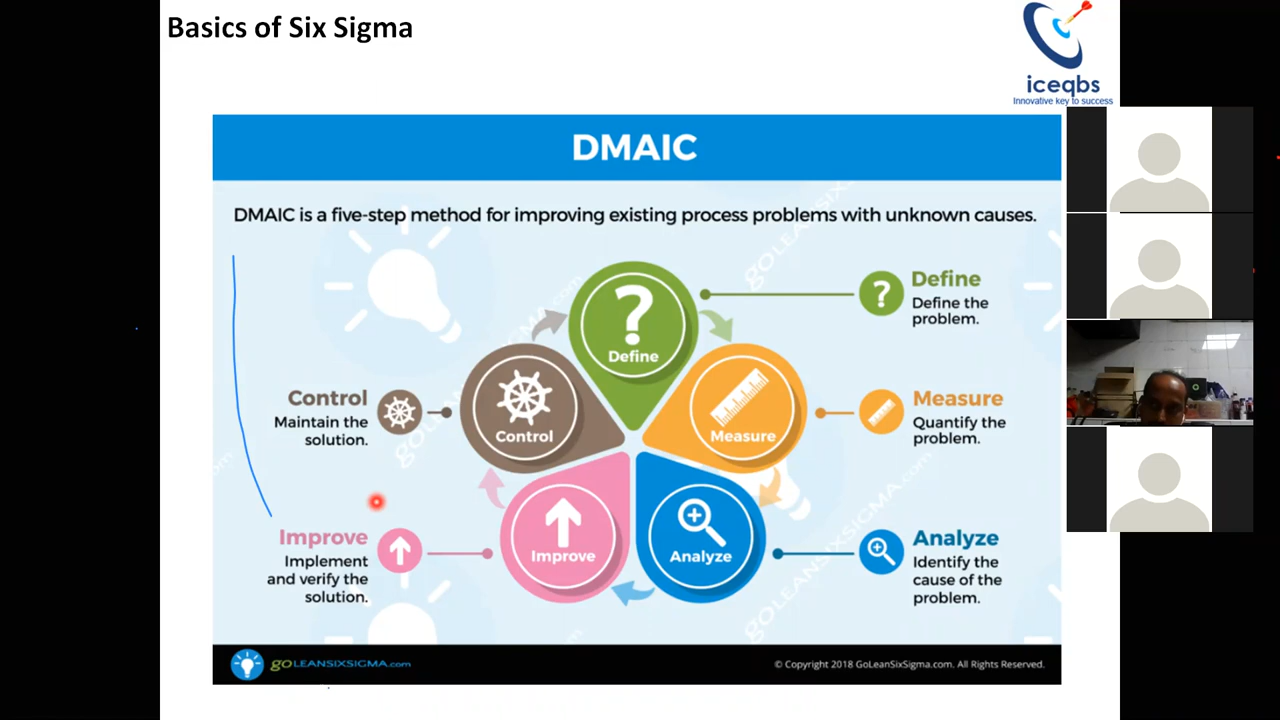 Basics of Six Sigma
iceqbs
Innovative key to success
DMAIC
DMAIC is a five-step method for improving existing process problems with unknown causes.
Define
Define
Define the
problem.
Control
Maintain the
solution.
Control
Measure
Measure
Quantify the
problem.
Improve
Implement
and verify the
solution.
Improve
Analyze
Analyze
Identify the
cause of the
problem.
GOLEANSIXSIGMA.com
© Copyright 2018 GoLeanSixSigma.com. All Rights Reserved.